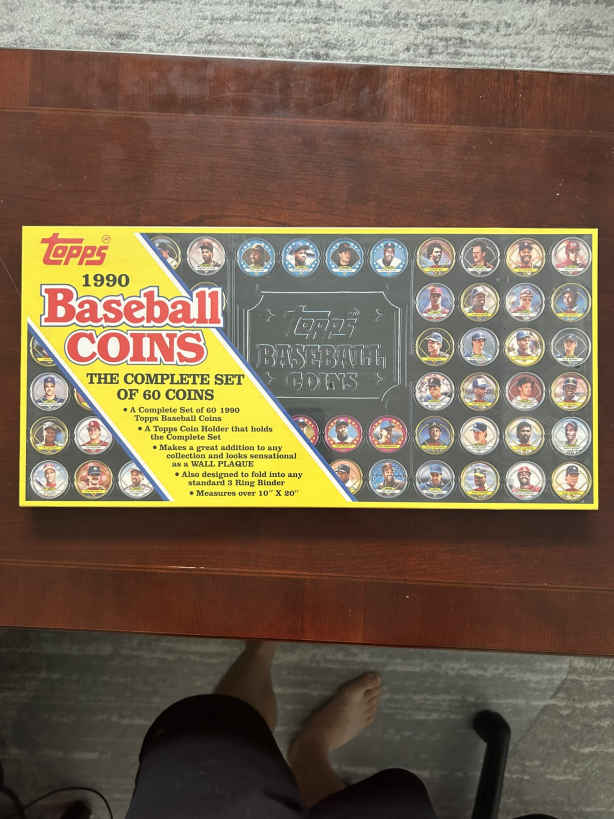 Topps®
1990
Baseball
COINS
THE COMPLETE SET
OF 60 COINS
• A Complete Set of 60 1990
Topps Baseball Coins
• A Topps Coin Holder that holds
the Complete Set
• Makes a great addition to any
collection and looks sensational
as a WALL PLAQUE
• Also designed to fold into any
standard 3 Ring Binder
• Measures over 10" X 20"
Topps
BASEBALL
COINS